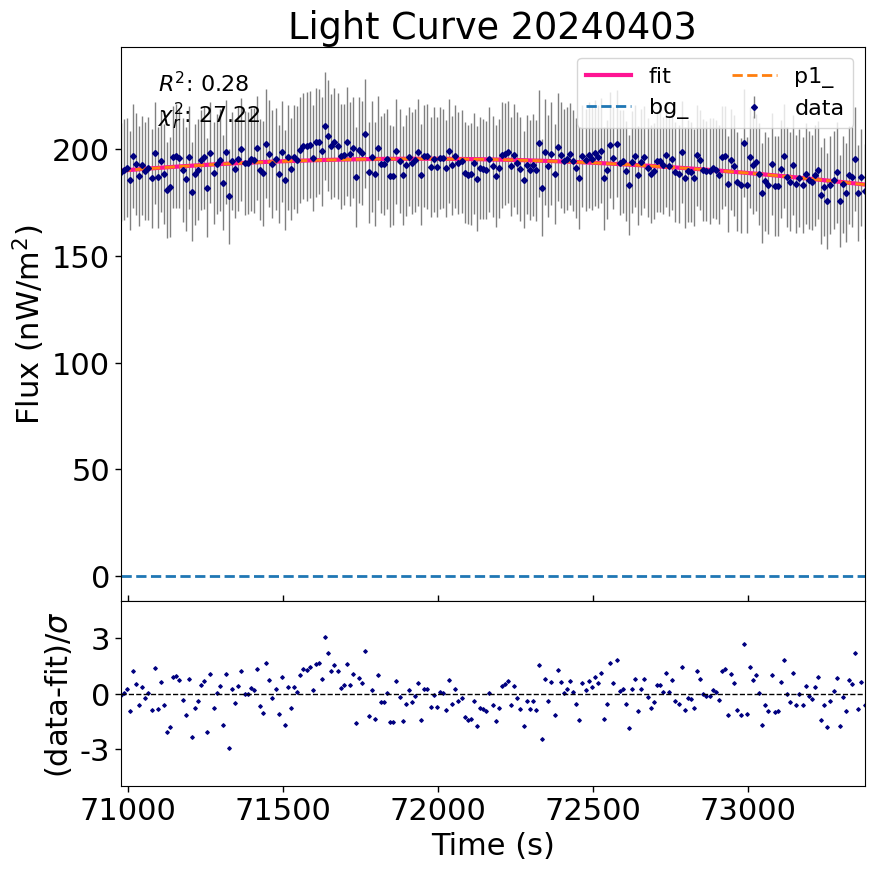 Light Curve 20240403
R²: 0.28
χ²ᵣ: 27.22
fit
bg_
p1_
data
Flux (nW/m²)
200
150
100
50
0
(data-fit)/σ
3
0
-3
71000 71500 72000 72500 73000
Time (s)